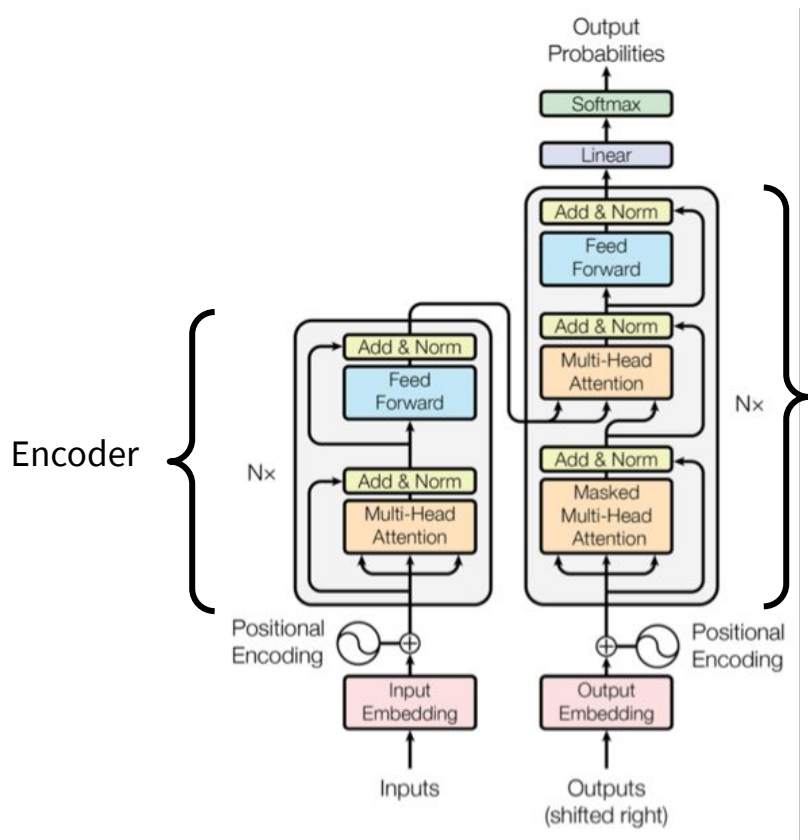 Output
Probabilities
Softmax
Linear
Add & Norm
Feed
Forward
Add & Norm
Multi-Head
Attention
Nx
Add & Norm
Masked
Multi-Head
Attention
Encoder
Nx
Add & Norm
Feed
Forward
Add & Norm
Multi-Head
Attention
Positional
Encoding
Positional
Encoding
Input
Embedding
Output
Embedding
Inputs
Outputs
(shifted right)